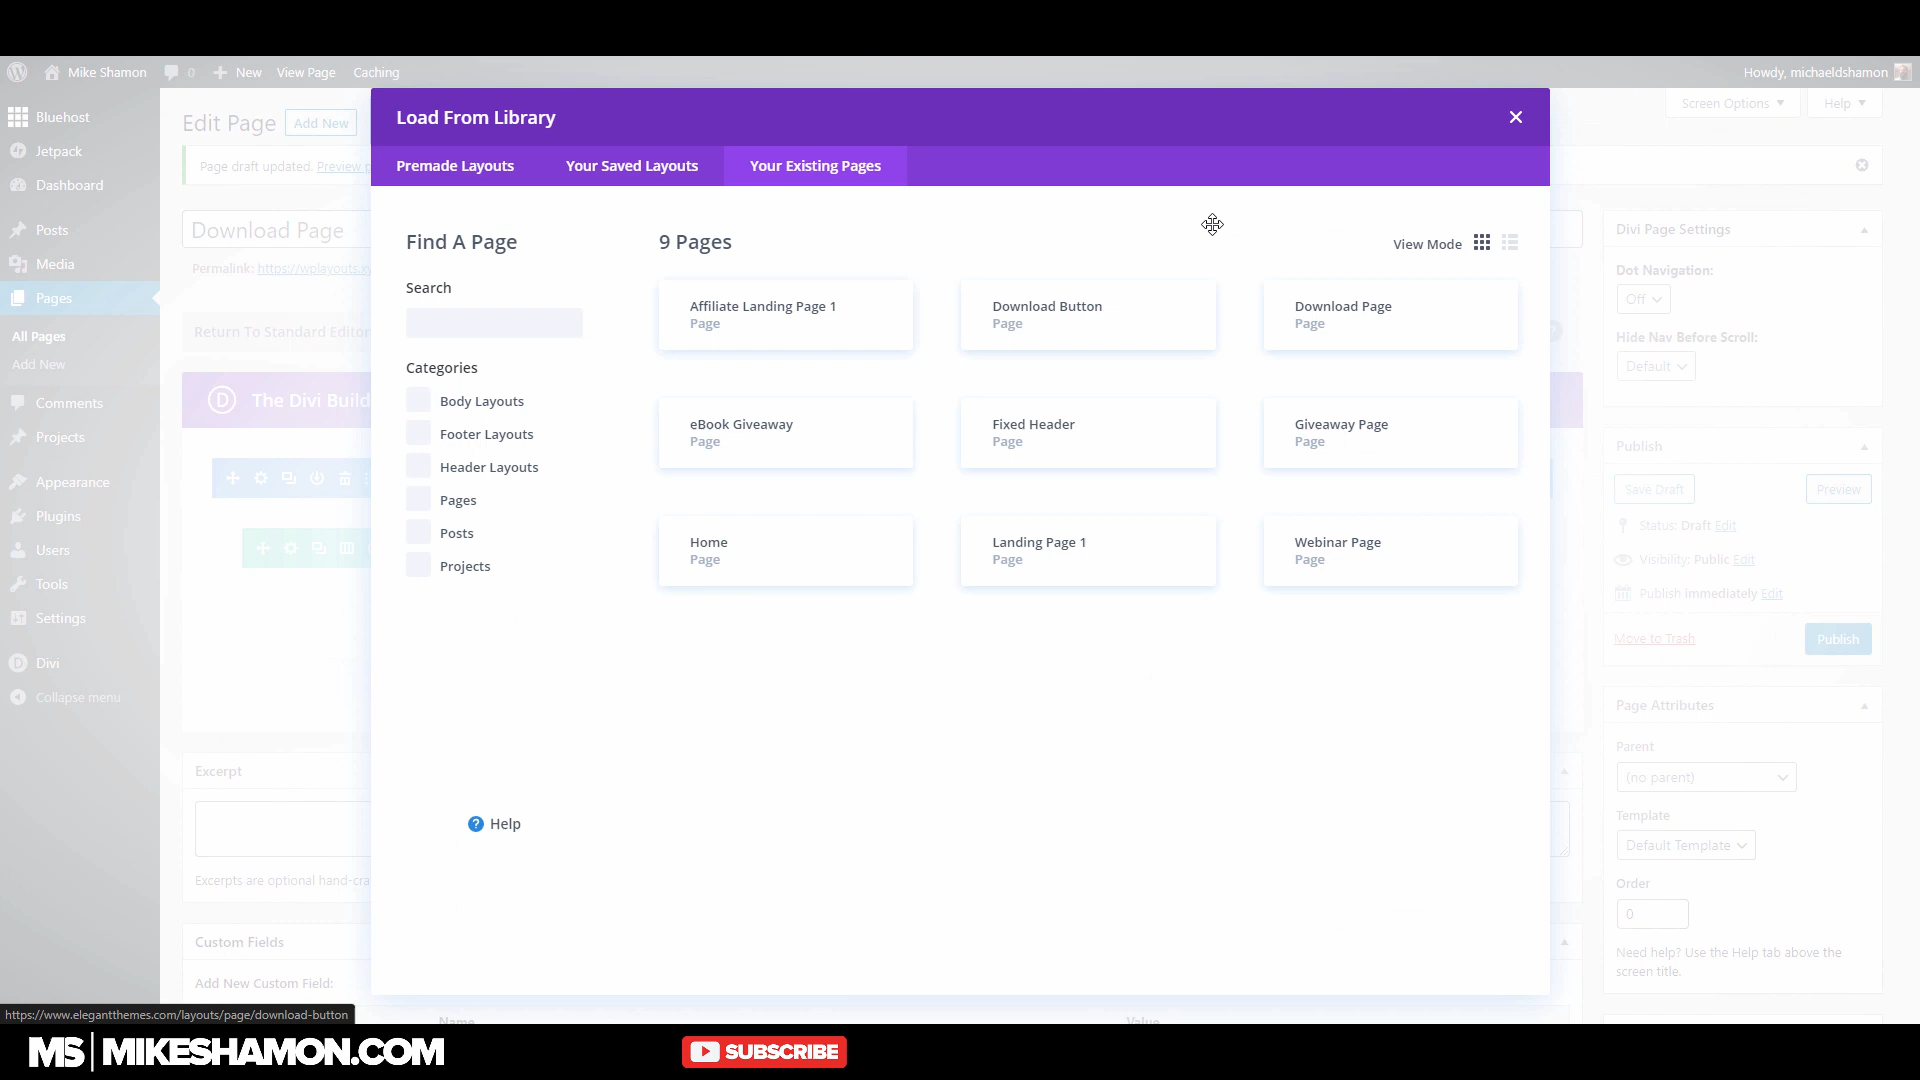 Mike Shamon
0
New
View Page
Caching
Howdy, michaeldshamon
Bluehost
Jetpack
Dashboard
Posts
Media
Pages
All Pages
Add New
Comments
Projects
Appearance
Plugins
Users
Tools
Settings
Divi
Collapse menu
Edit Page
Add New
Page draft updated. Preview p
Download Page
Permalink: https://wplayouts.xy
Return To Standard Editor
The Divi Build
Excerpt
Excerpts are optional hand-cra
Custom Fields
Add New Custom Field:
Name
Value
Load From Library
Premade Layouts
Your Saved Layouts
Your Existing Pages
Find A Page
Search
Categories
Body Layouts
Footer Layouts
Header Layouts
Pages
Posts
Projects
Help
9 Pages
View Mode
Affiliate Landing Page 1
Page
Download Button
Page
Download Page
Page
eBook Giveaway
Page
Fixed Header
Page
Giveaway Page
Page
Home
Page
Landing Page 1
Page
Webinar Page
Page
Screen Options
Help
Divi Page Settings
Dot Navigation:
Off
Hide Nav Before Scroll:
Default
Publish
Save Draft
Preview
Status: Draft Edit
Visibility: Public Edit
Publish immediately Edit
Move to Trash
Publish
Page Attributes
Parent
(no parent)
Template
Default Template
Order
0
Need help? Use the Help tab above the
screen title.
https://www.elegantthemes.com/layouts/page/download-button
MS MIKESHAMON.COM
SUBSCRIBE